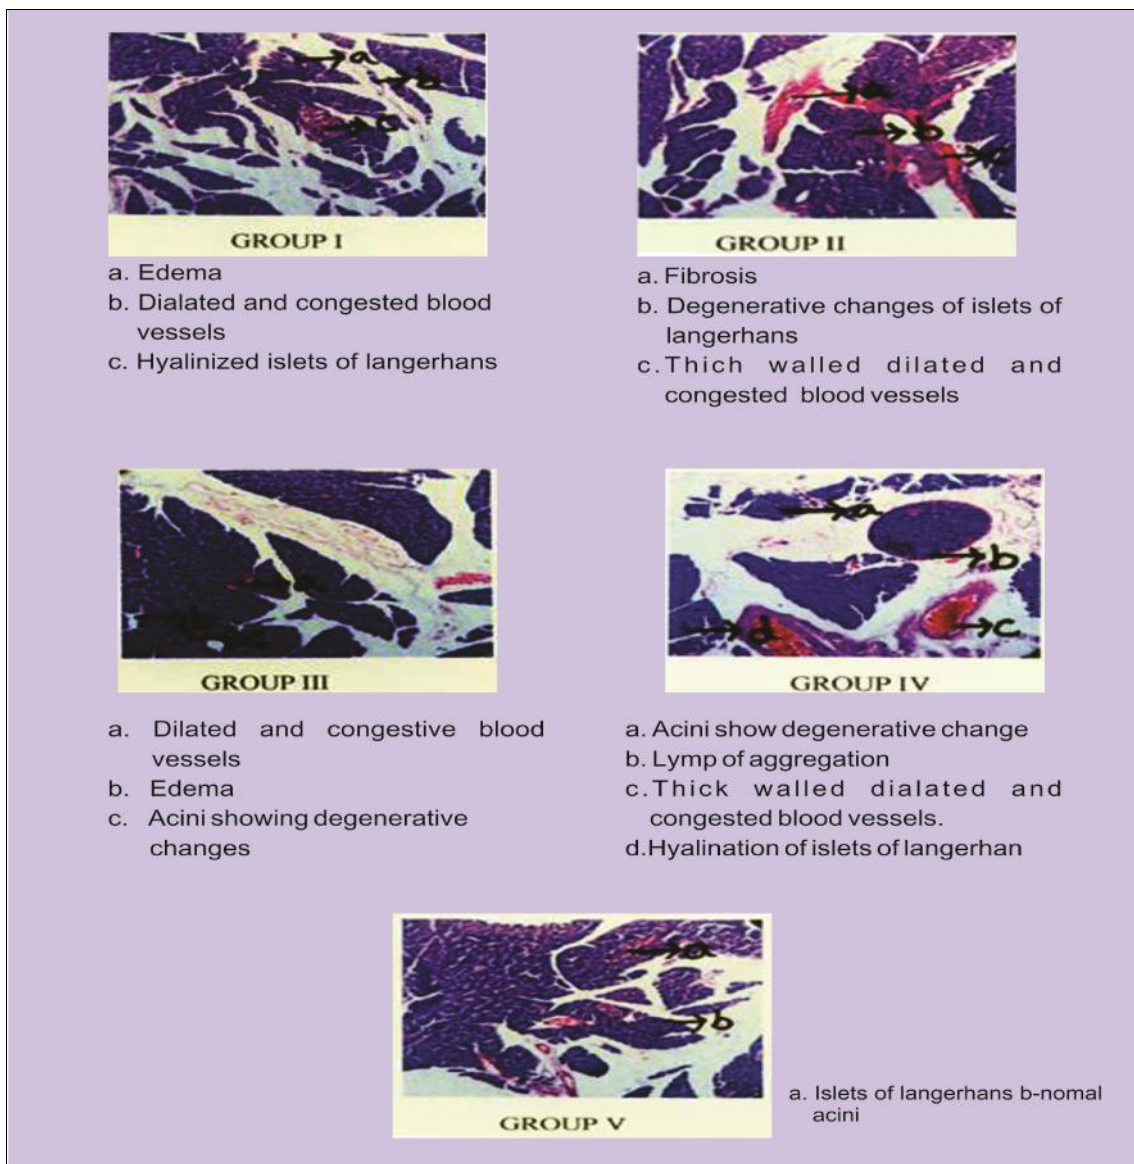 a
b
c
GROUP I
a. Edema
b. Dialated and congested blood
vessels
c. Hyalinized islets of langerhans
a
b
c
GROUP II
a. Fibrosis
b. Degenerative changes of islets of
langerhans
c.Thich walled dilated and
congested blood vessels
GROUP III
a. Dilated and congestive blood
vessels
b. Edema
c. Acini showing degenerative
changes
a
b
c
d
GROUP IV
a. Acini show degenerative change
b. Lymp of aggregation
c.Thick walled dialated and
congested blood vessels.
d.Hyalination of islets of langerhan
a
b
GROUP V
a. Islets of langerhans b-nomal
acini